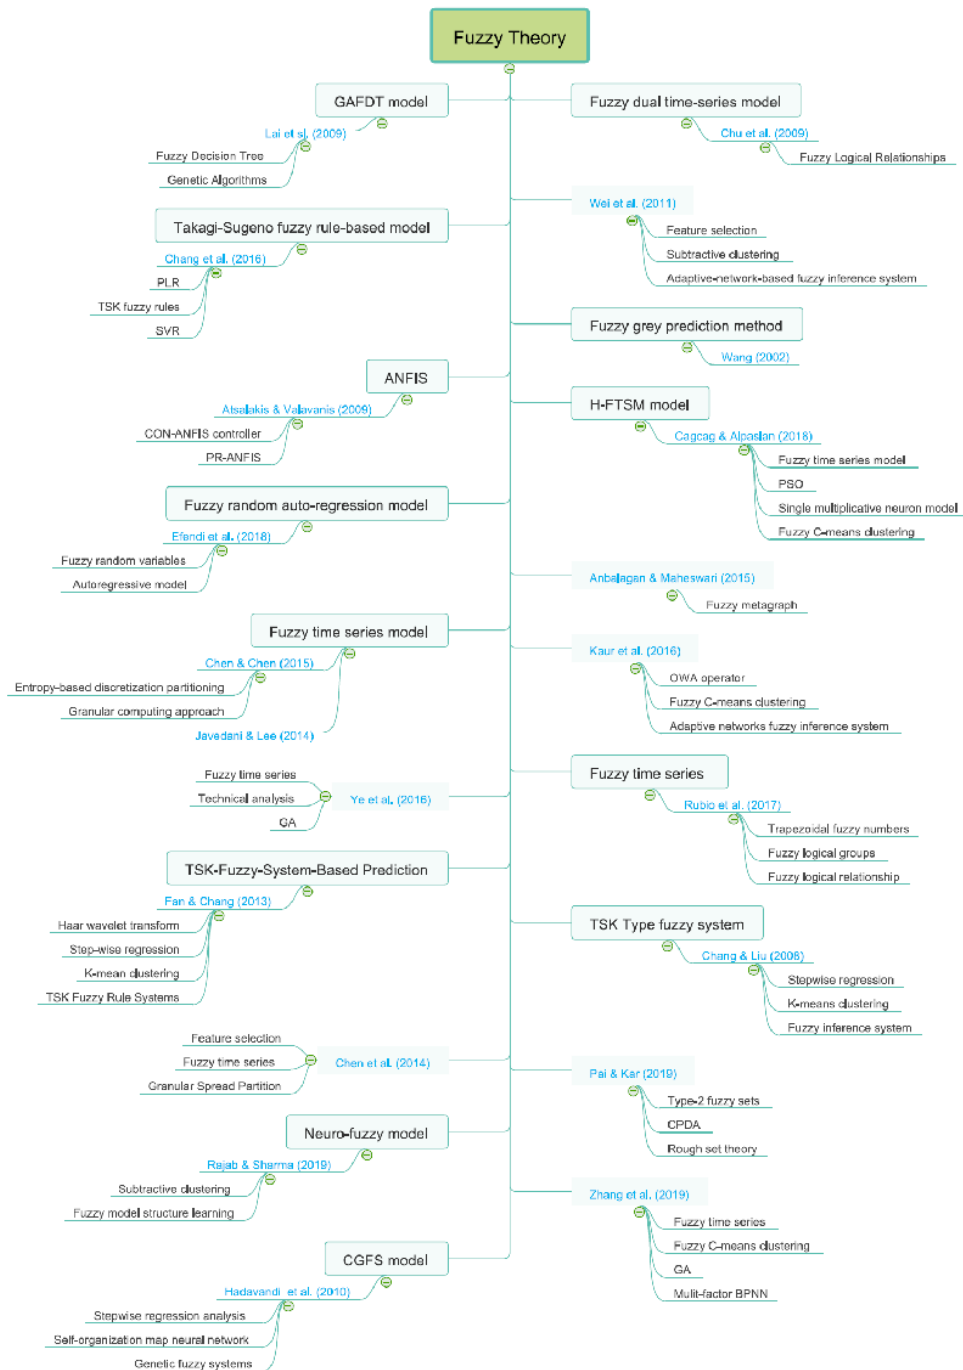 Fuzzy Theory
GAFDT model
Lai et sl. (2009)
Fuzzy Decision Tree
Genetic Algorithms
Takagi-Sugeno fuzzy rule-based model
Chang et al. (2016)
PLR
TSK fuzzy rules
SVR
ANFIS
Atsalakis & Valavanis (2009)
CON-ANFIS controller
PR-ANFIS
Fuzzy random auto-regression model
Efendi et al. (2018)
Fuzzy random variables
Autoregressive model
Fuzzy time series model
Chen & Chen (2015)
Entropy-based discretization partitioning
Granular computing approach
Javedani & Lee (2014)
Fuzzy time series
Technical analysis
GA
Ye et al. (2016)
TSK-Fuzzy-System-Based Prediction
Fan & Chang (2013)
Haar wavelet transform
Step-wise regression
K-mean clustering
TSK Fuzzy Rule Systems
Feature selection
Fuzzy time series
Granular Spread Partition
Chen et al. (2014)
Neuro-fuzzy model
Rajab & Sharma (2019)
Subtractive clustering
Fuzzy model structure learning
CGFS model
Hadavandi et al. (2010)
Stepwise regression analysis
Self-organization map neural network
Genetic fuzzy systems
Fuzzy dual time-series model
Chu et al. (2009)
Fuzzy Logical Relationships
Wei et al. (2011)
Feature selection
Subtractive clustering
Adaptive-network-based fuzzy inference system
Fuzzy grey prediction method
Wang (2002)
H-FTSM model
Cagcag & Alpaslan (2018)
Fuzzy time series model
PSO
Single multiplicative neuron model
Fuzzy C-means clustering
Anbalagan & Maheswari (2015)
Fuzzy metagraph
Kaur et al. (2016)
OWA operator
Fuzzy C-means clustering
Adaptive networks fuzzy inference system
Fuzzy time series
Rubio et al. (2017)
Trapezoidal fuzzy numbers
Fuzzy logical groups
Fuzzy logical relationship
TSK Type fuzzy system
Chang & Liu (2008)
Stepwise regression
K-means clustering
Fuzzy inference system
Pal & Kar (2019)
Type-2 fuzzy sets
CPDA
Rough set theory
Zhang et al. (2019)
Fuzzy time series
Fuzzy C-means clustering
GA
Mulit-factor BPNN